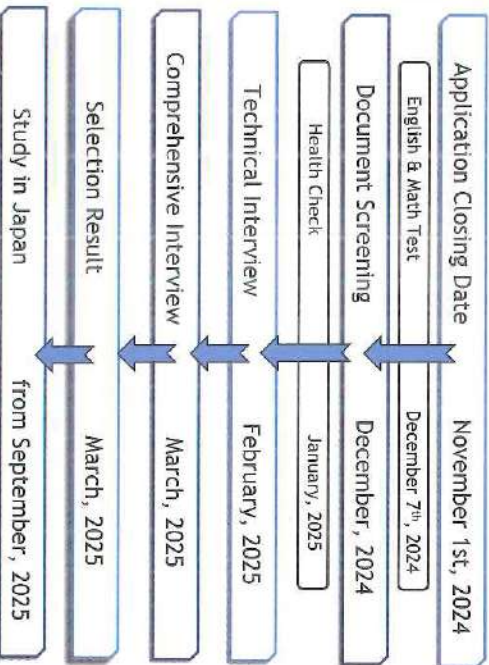 Application Closing Date November 1st, 2024
English & Math Test December 7th, 2024
Document Screening December, 2024
Health Check January, 2025
Technical Interview February, 2025
Comprehensive Interview March, 2025
Selection Result March, 2025
Study in Japan from September, 2025